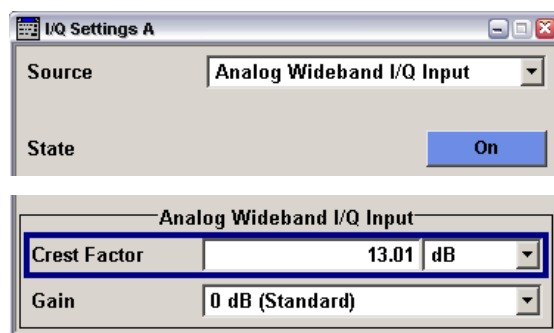 I/Q Settings A
Source Analog Wideband I/Q Input
State On
Analog Wideband I/Q Input
Crest Factor 13.01 dB
Gain 0 dB (Standard)